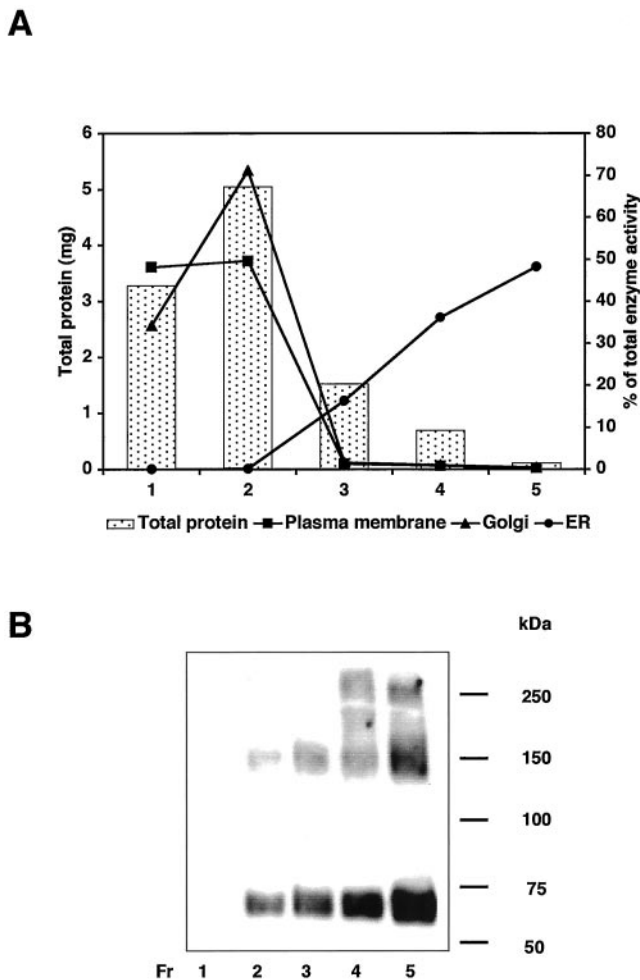 A
Total protein (mg)
6
5
4
3
2
1
0
80
70
60
50
40
30
20
10
0
% of total enzyme activity
1 2 3 4 5
Total protein Plasma membrane Golgi ER
B
kDa
250
150
100
75
50
Fr 1 2 3 4 5